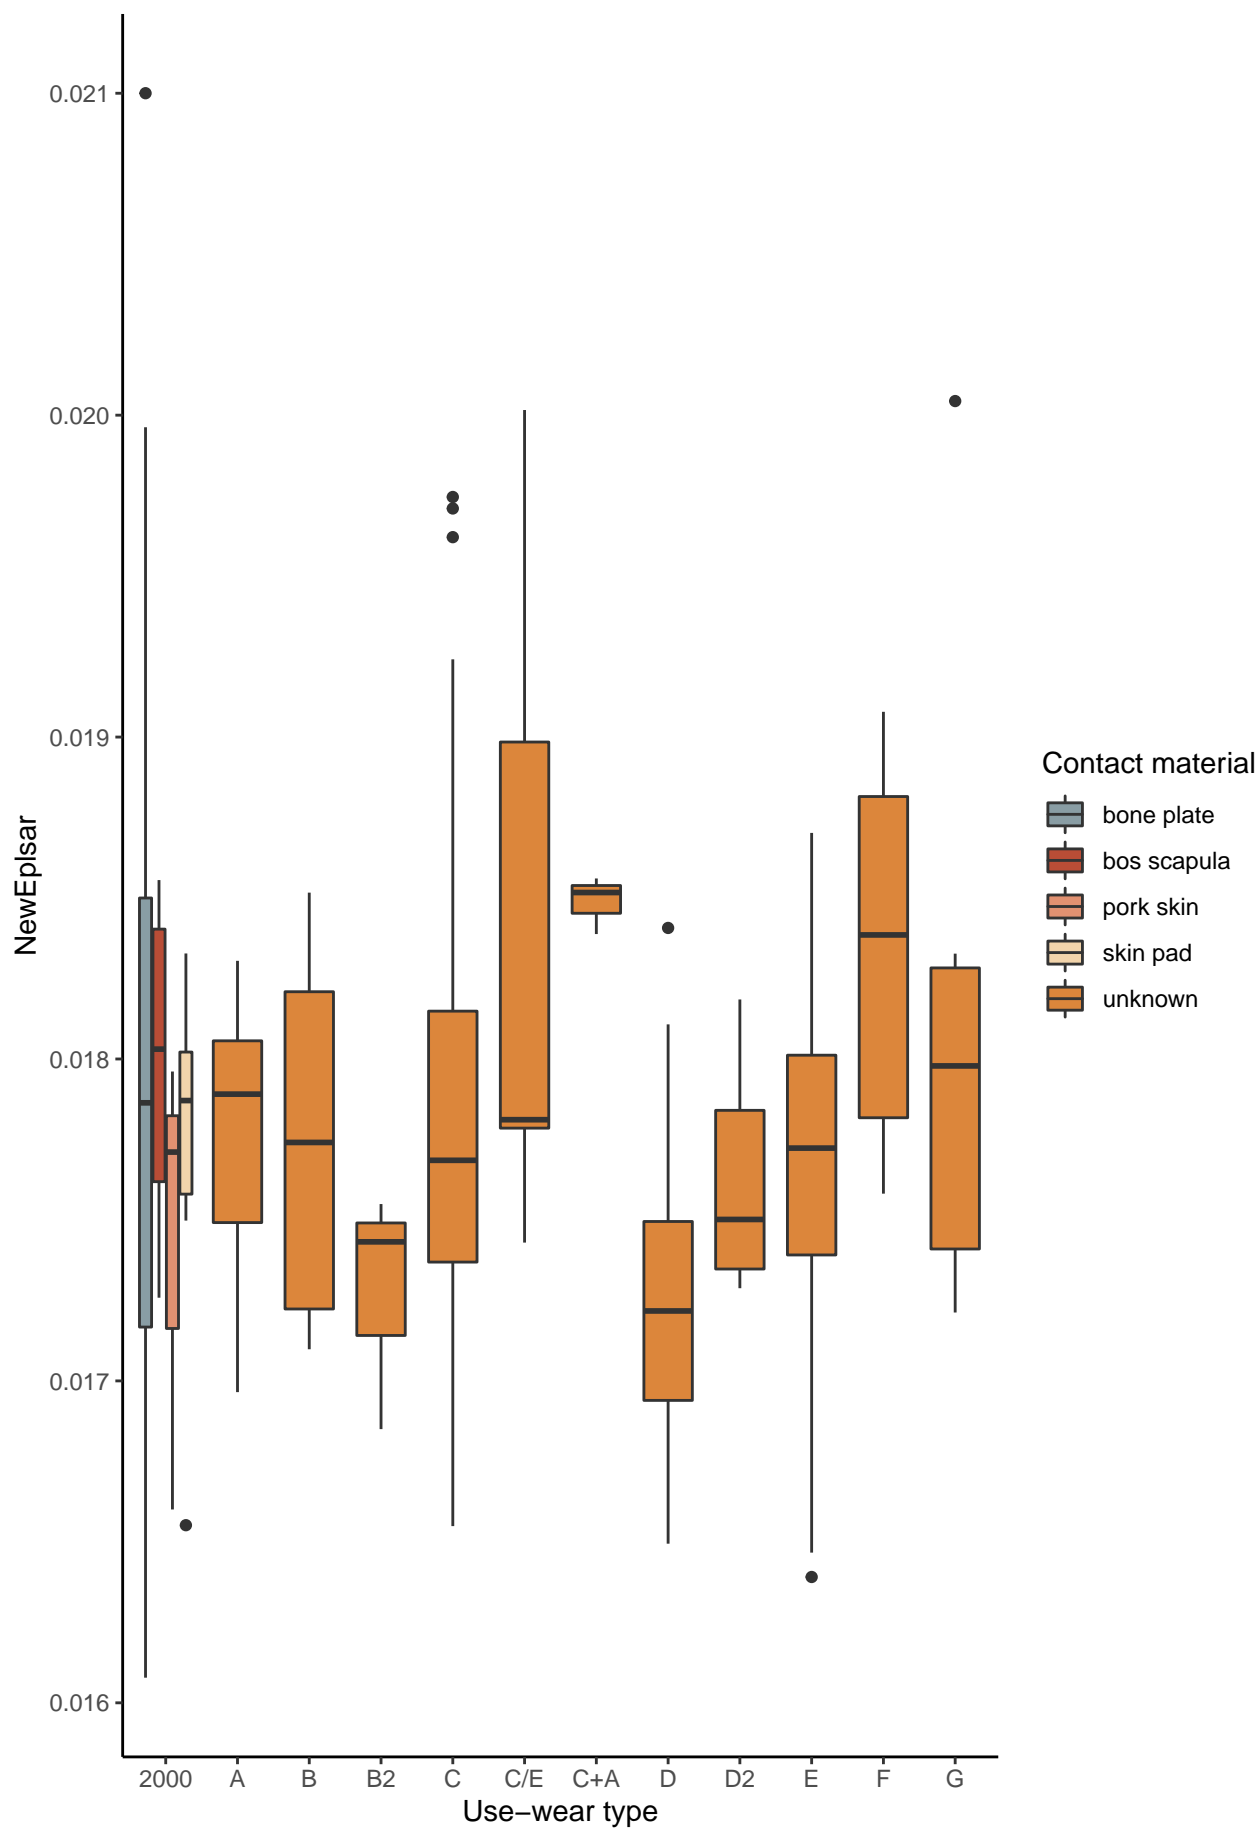 0.021
0.020
0.019
0.018
0.017
0.016
NewEplsar
2000 A B B2 C C/E C+A D D2 E F G
Use−wear type
Contact material
bone plate
bos scapula
pork skin
skin pad
unknown